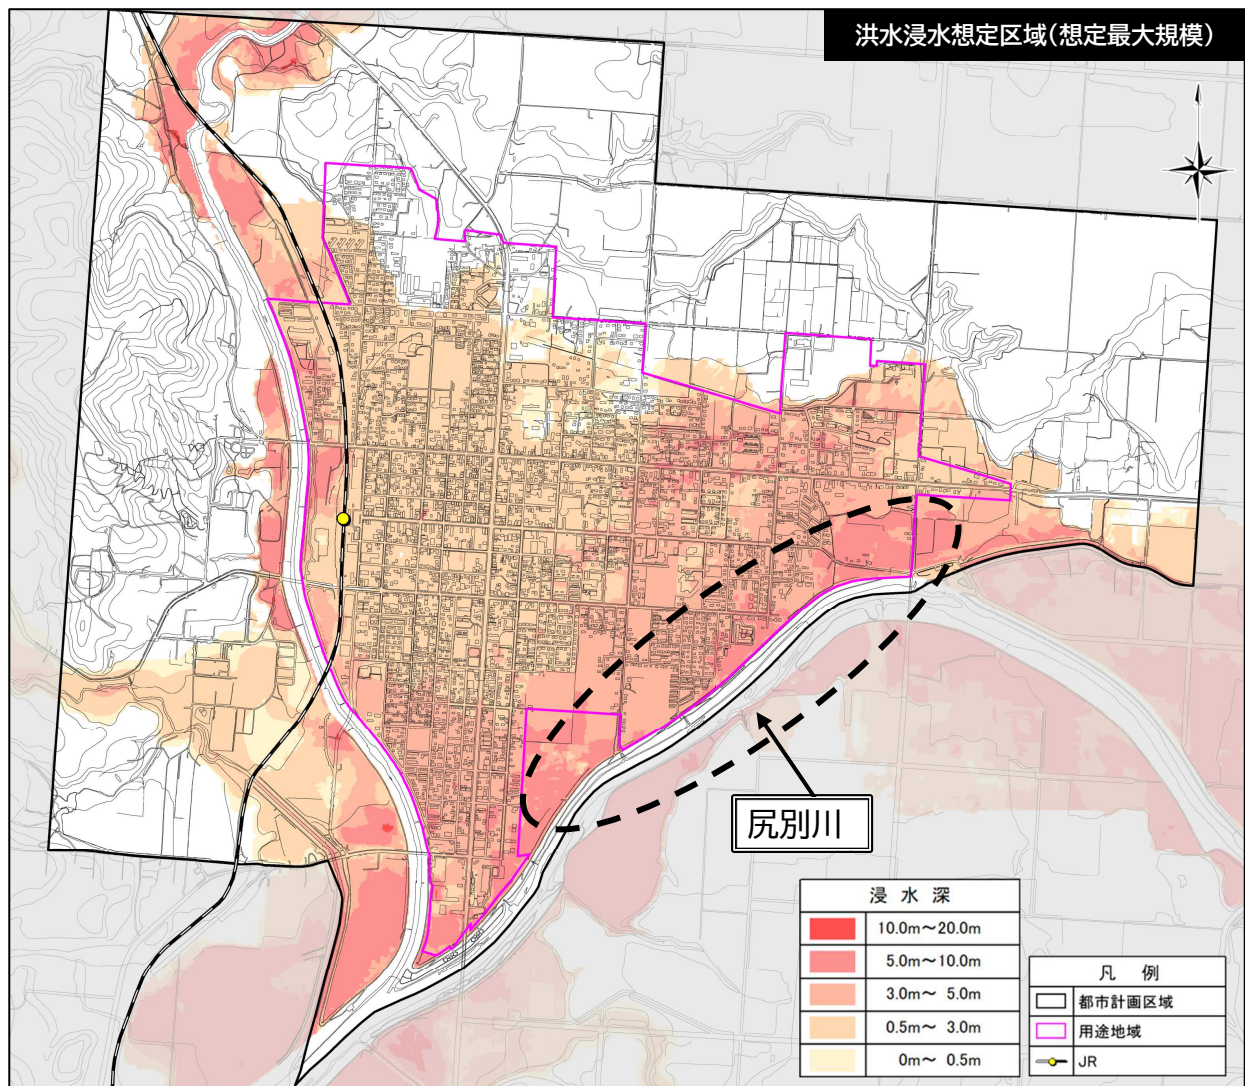 洪水浸水想定区域(想定最大規模)
尻別川
浸 水 深
10.0m~20.0m
5.0m~10.0m
3.0m~ 5.0m
0.5m~ 3.0m
0m~ 0.5m
凡 例
都市計画区域
用途地域
JR